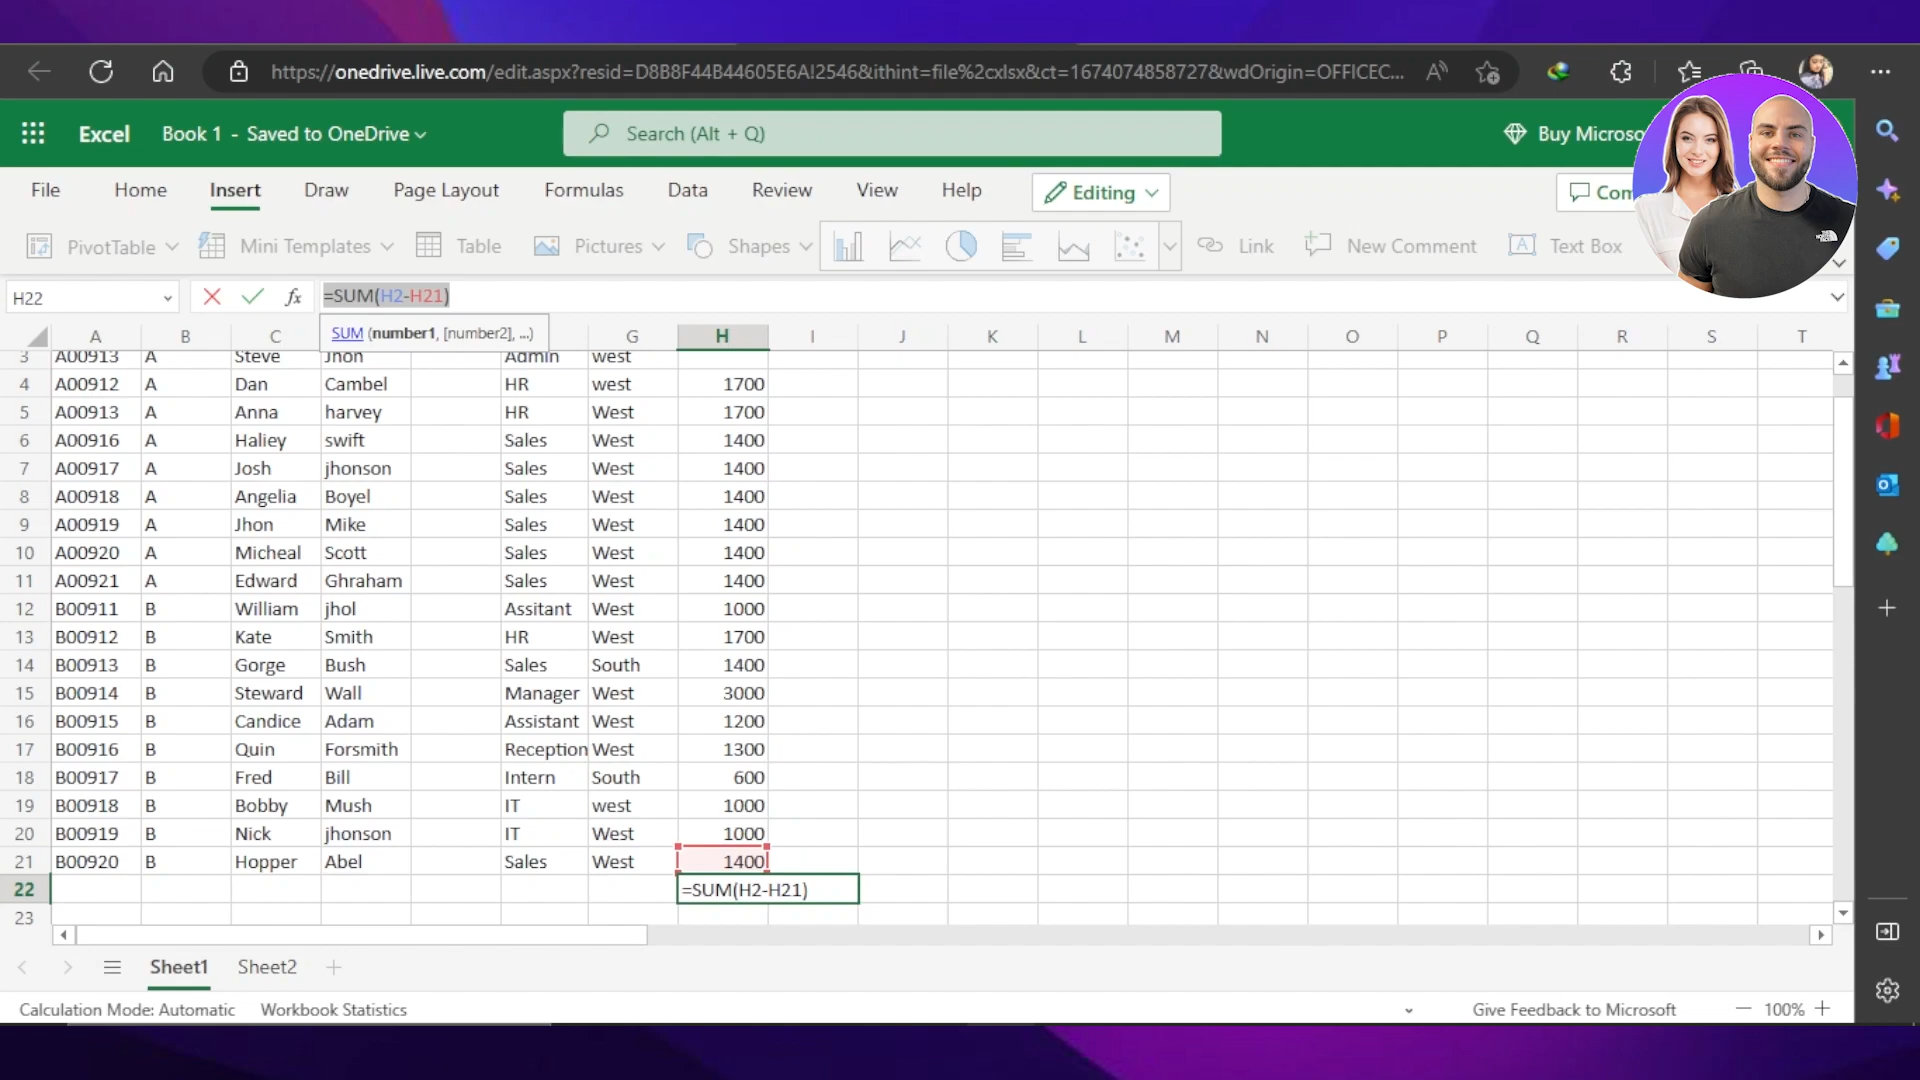 https://onedrive.live.com/edit.aspx?resid=D8B8F44B44605E6A!2546&ithint=file%2cxlsx&ct=1674074858727&wdOrigin=OFFICEC...
Excel Book 1 - Saved to OneDrive Search (Alt + Q) Buy Microso
File Home Insert Draw Page Layout Formulas Data Review View Help Editing Com
PivotTable Mini Templates Table Pictures Shapes Link New Comment Text Box
H22 fx =SUM(H2-H21)
SUM (number1, [number2], ...)
A B C G H I J K L M N O P Q R S T
3 A00913 A Steve Jhon Admin west
4 A00912 A Dan Cambel HR west 1700
5 A00913 A Anna harvey HR West 1700
6 A00916 A Haliey swift Sales West 1400
7 A00917 A Josh jhonson Sales West 1400
8 A00918 A Angelia Boyel Sales West 1400
9 A00919 A Jhon Mike Sales West 1400
10 A00920 A Micheal Scott Sales West 1400
11 A00921 A Edward Ghraham Sales West 1400
12 B00911 B William jhol Assitant West 1000
13 B00912 B Kate Smith HR West 1700
14 B00913 B Gorge Bush Sales South 1400
15 B00914 B Steward Wall Manager West 3000
16 B00915 B Candice Adam Assistant West 1200
17 B00916 B Quin Forsmith Reception West 1300
18 B00917 B Fred Bill Intern South 600
19 B00918 B Bobby Mush IT west 1000
20 B00919 B Nick jhonson IT West 1000
21 B00920 B Hopper Abel Sales West 1400
22 =SUM(H2-H21)
23
Sheet1 Sheet2
Calculation Mode: Automatic Workbook Statistics Give Feedback to Microsoft 100%